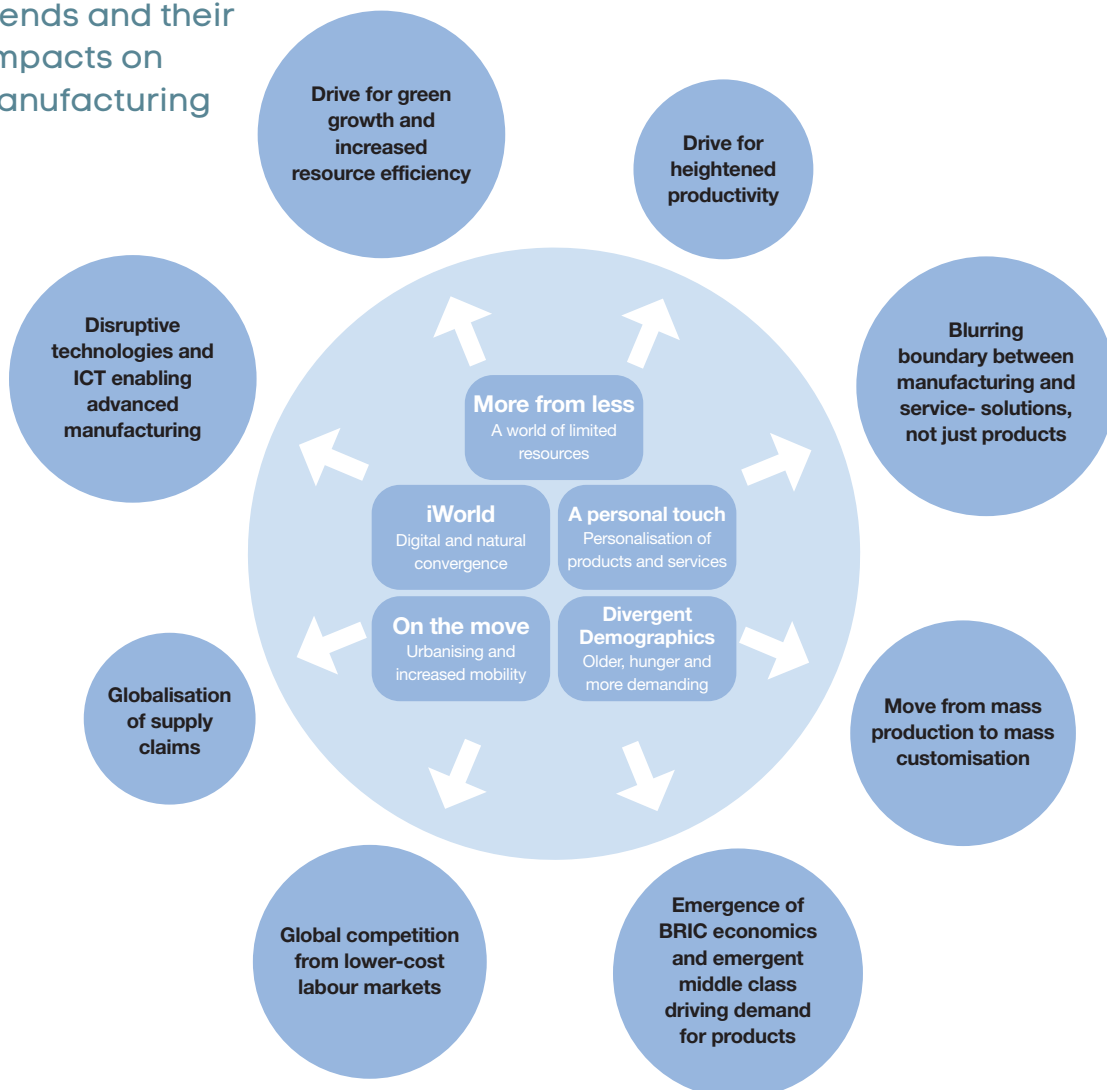 ends and their
mpacts on
anufacturing
Drive for green
growth and
increased
resource efficiency
Drive for
heightened
productivity
Disruptive
technologies and
ICT enabling
advanced
manufacturing
Blurring
boundary between
manufacturing and
service- solutions,
not just products
More from less
A world of limited
resources
iWorld
Digital and natural
convergence
A personal touch
Personalisation of
products and services
On the move
Urbanising and
increased mobility
Divergent
Demographics
Older, hunger and
more demanding
Globalisation
of supply
claims
Move from mass
production to mass
customisation
Global competition
from lower-cost
labour markets
Emergence of
BRIC economics
and emergent
middle class
driving demand
for products